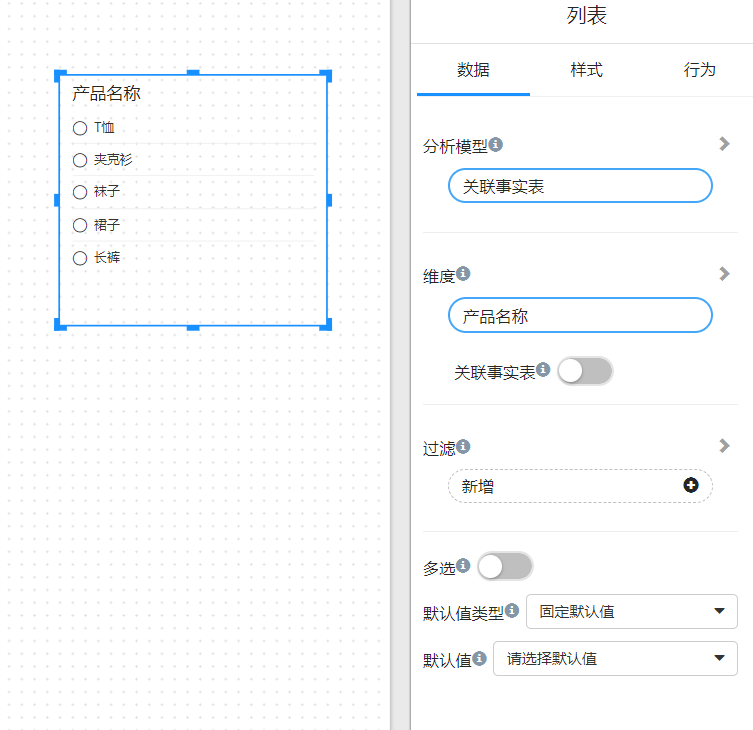 产品名称
T恤
夹克衫
袜子
裙子
长裤
列表
数据 样式 行为
分析模型
关联事实表
维度
产品名称
关联事实表
过滤
新增
多选
默认值类型 固定默认值
默认值 请选择默认值